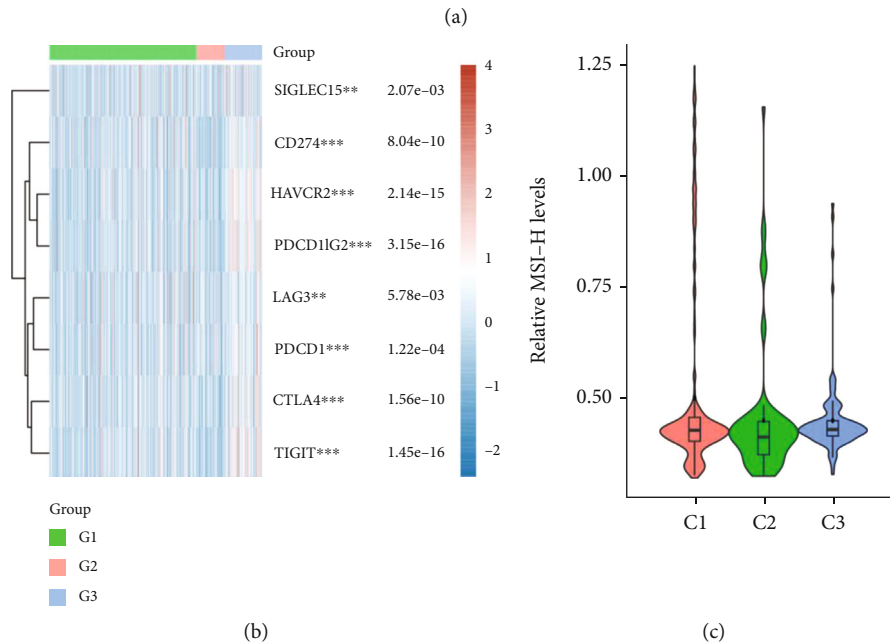 (a)
Group
SIGLEC15** 2.07e–03
CD274*** 8.04e–10
HAVCR2*** 2.14e–15
PDCD1lG2*** 3.15e–16
LAG3** 5.78e–03
PDCD1*** 1.22e–04
CTLA4*** 1.56e–10
TIGIT*** 1.45e–16
4
3
2
1
0
−1
−2
Group
G1
G2
G3
(b)
Relative MSI–H levels
1.25
1.00
0.75
0.50
C1 C2 C3
(c)